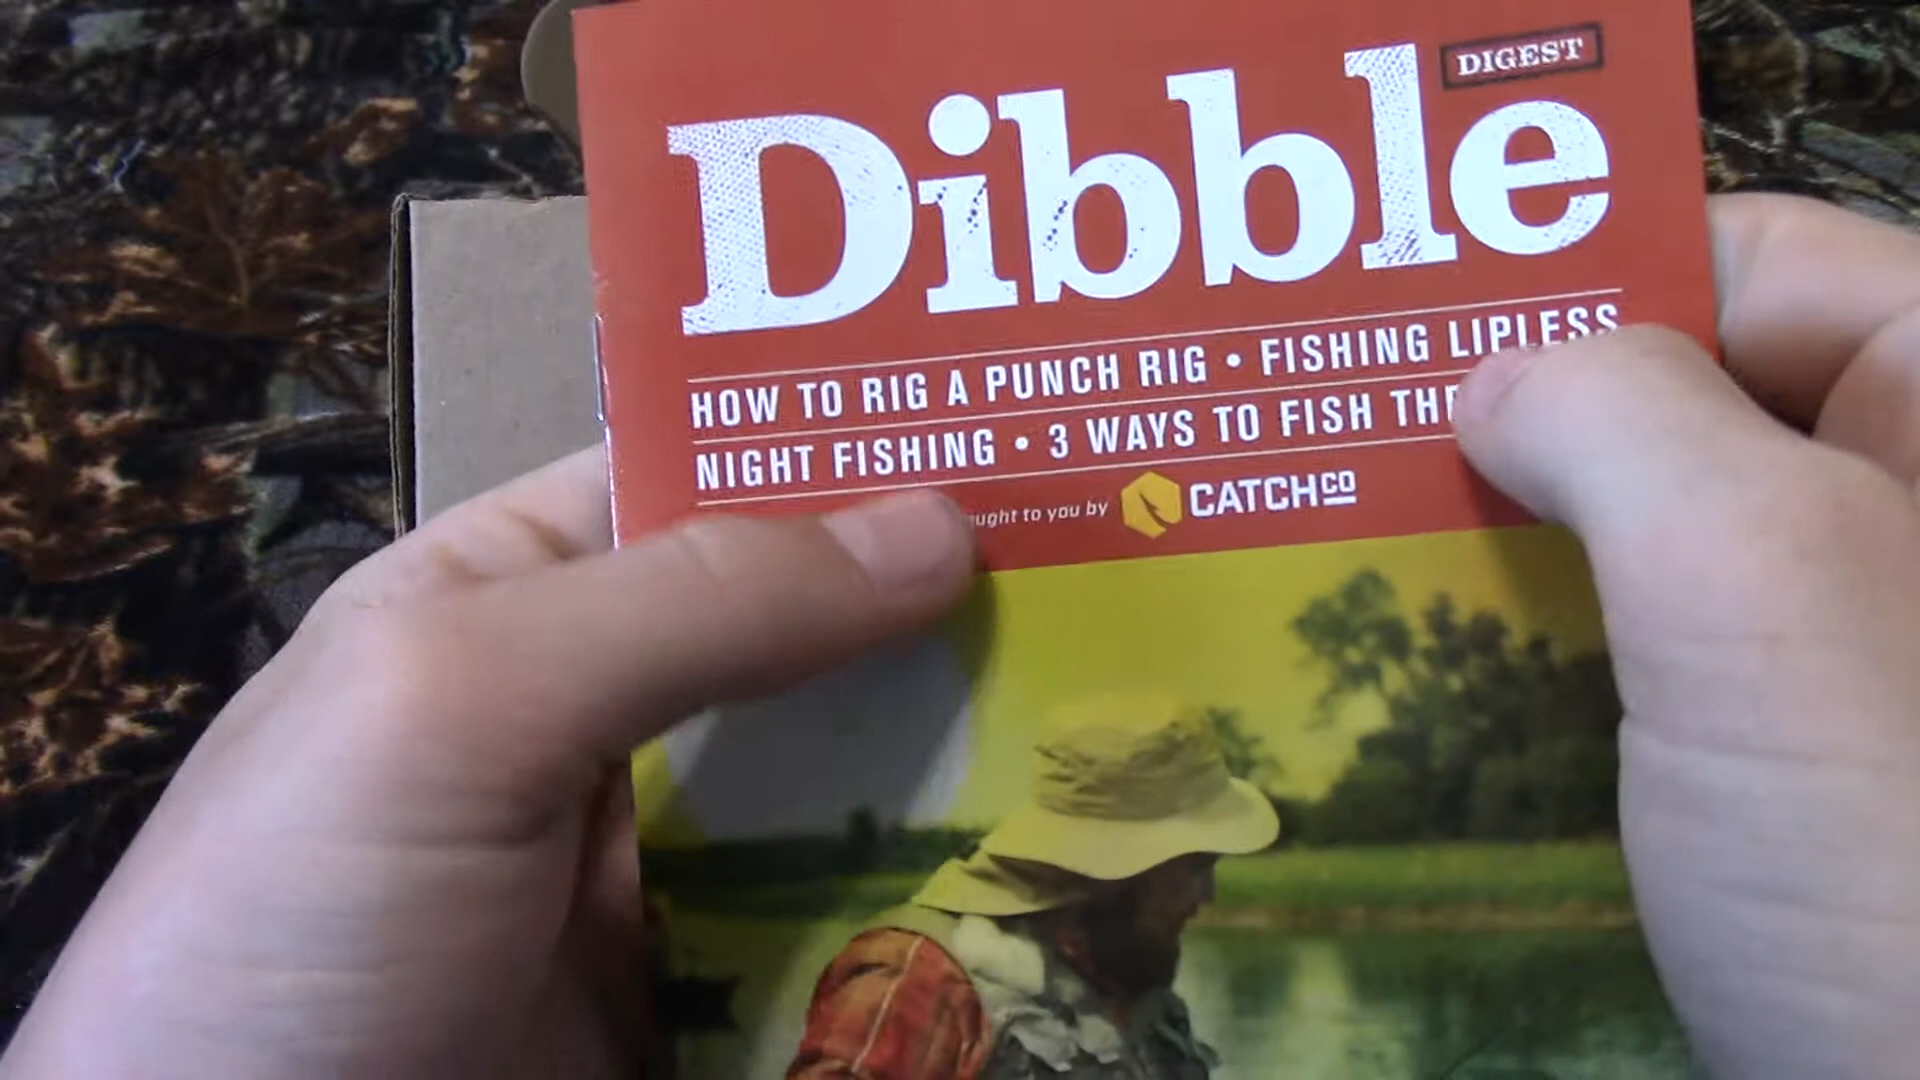 DIGEST
Dibble
HOW TO RIG A PUNCH RIG • FISHING LIPLESS
NIGHT FISHING • 3 WAYS TO FISH THE
to you by CATCHCO